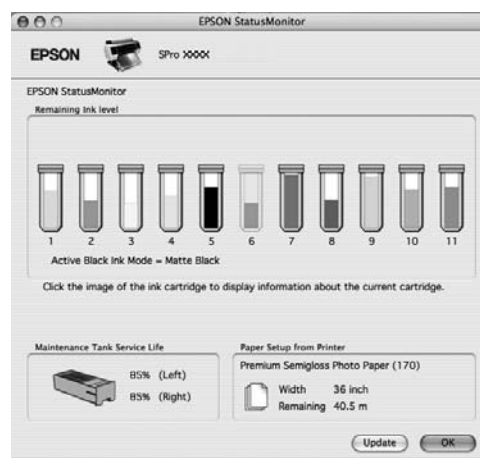 EPSON StatusMonitor
EPSON SPro XXXX
EPSON StatusMonitor
Remaining Ink level
1 2 3 4 5 6 7 8 9 10 11
Active Black Ink Mode = Matte Black
Click the image of the ink cartridge to display information about the current cartridge.
Maintenance Tank Service Life
85% (Left)
85% (Right)
Paper Setup from Printer
Premium Semigloss Photo Paper (170)
Width 36 inch
Remaining 40.5 m
Update OK